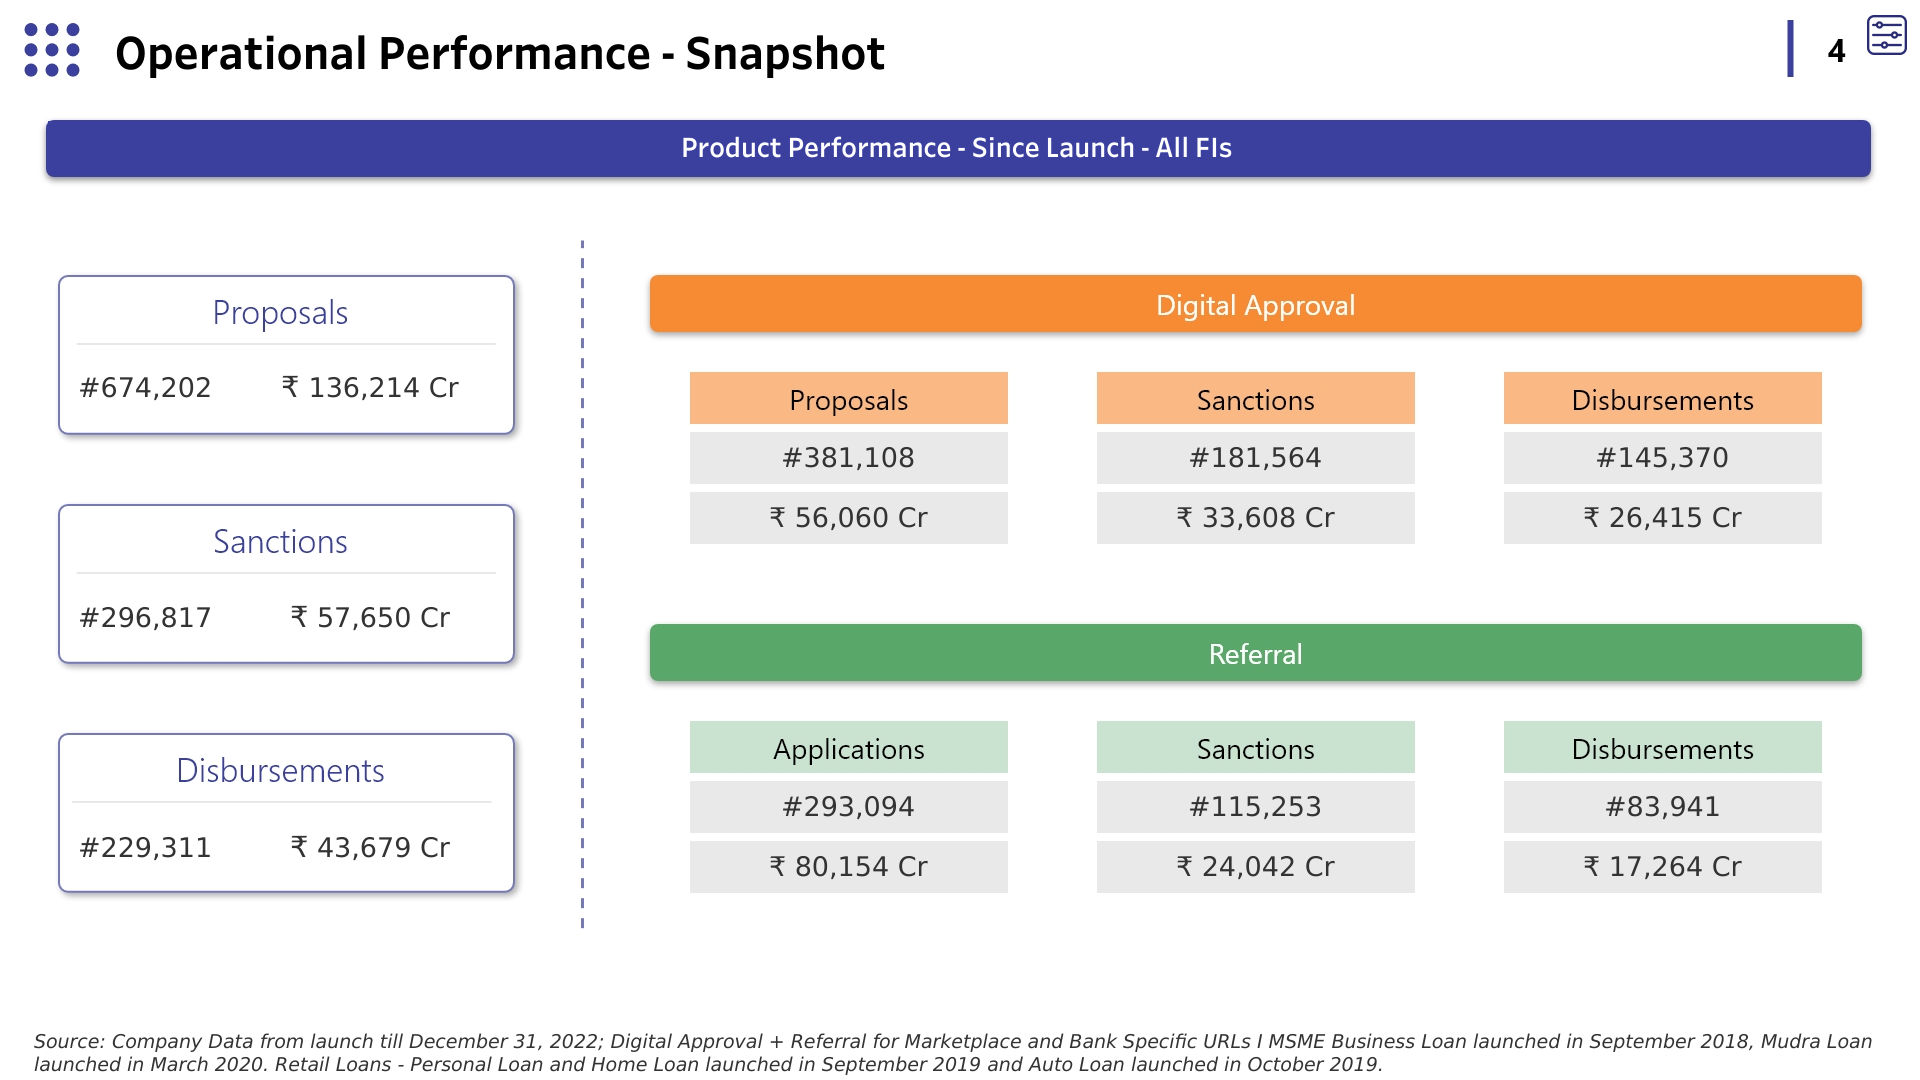 Operational Performance - Snapshot
4
Product Performance - Since Launch - All FIs
Proposals
#674,202 ₹ 136,214 Cr
Sanctions
#296,817 ₹ 57,650 Cr
Disbursements
#229,311 ₹ 43,679 Cr
Digital Approval
Proposals Sanctions Disbursements
#381,108 #181,564 #145,370
₹ 56,060 Cr ₹ 33,608 Cr ₹ 26,415 Cr
Referral
Applications Sanctions Disbursements
#293,094 #115,253 #83,941
₹ 80,154 Cr ₹ 24,042 Cr ₹ 17,264 Cr
Source: Company Data from launch till December 31, 2022; Digital Approval + Referral for Marketplace and Bank Specific URLs I MSME Business Loan launched in September 2018, Mudra Loan
launched in March 2020. Retail Loans - Personal Loan and Home Loan launched in September 2019 and Auto Loan launched in October 2019.